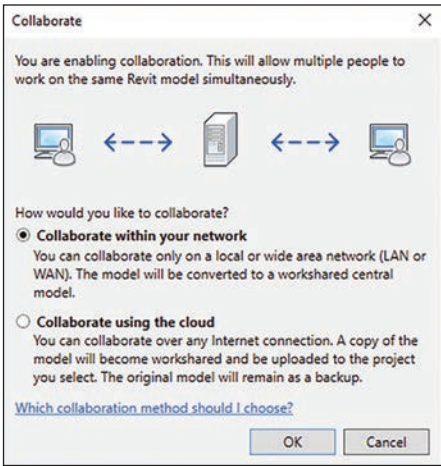 Collaborate
You are enabling collaboration. This will allow multiple people to
work on the same Revit model simultaneously.
How would you like to collaborate?
Collaborate within your network
You can collaborate only on a local or wide area network (LAN or
WAN). The model will be converted to a workshared central
model.
Collaborate using the cloud
You can collaborate over any Internet connection. A copy of the
model will become workshared and be uploaded to the project
you select. The original model will remain as a backup.
Which collaboration method should I choose?
OK Cancel